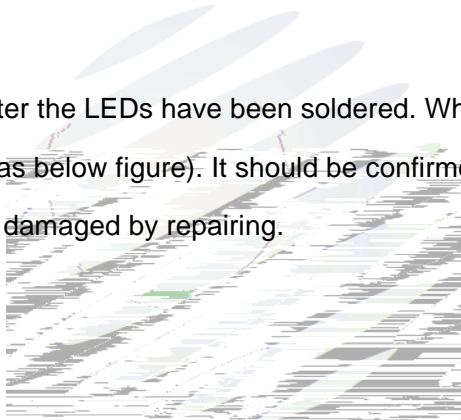 ter the LEDs have been soldered. Wh
as below figure). It should be confirme
damaged by repairing.